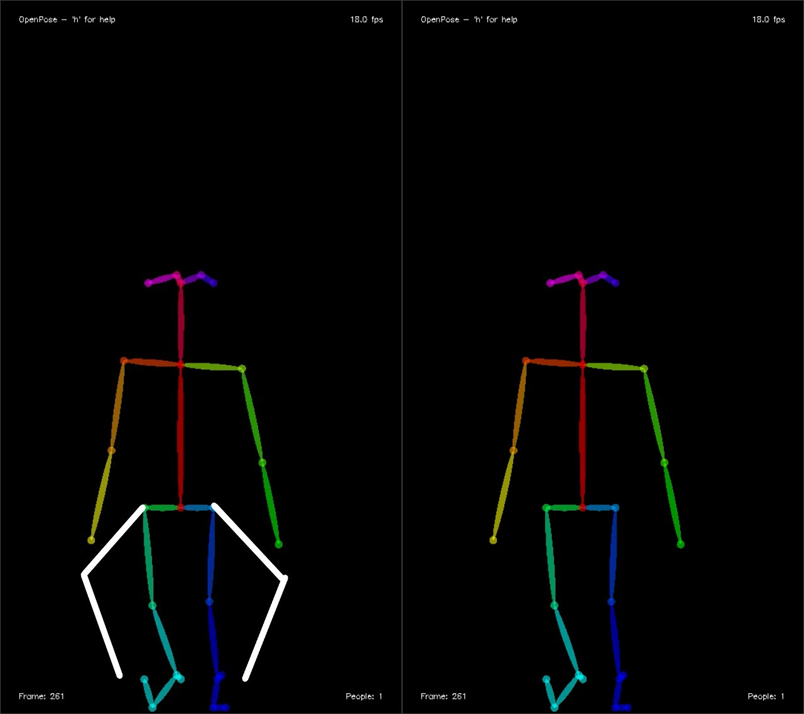 OpenPose - 'h' for help
18.0 fps
OpenPose - 'h' for help
18.0 fps
Frame: 261
People: 1
Frame: 261
People: 1